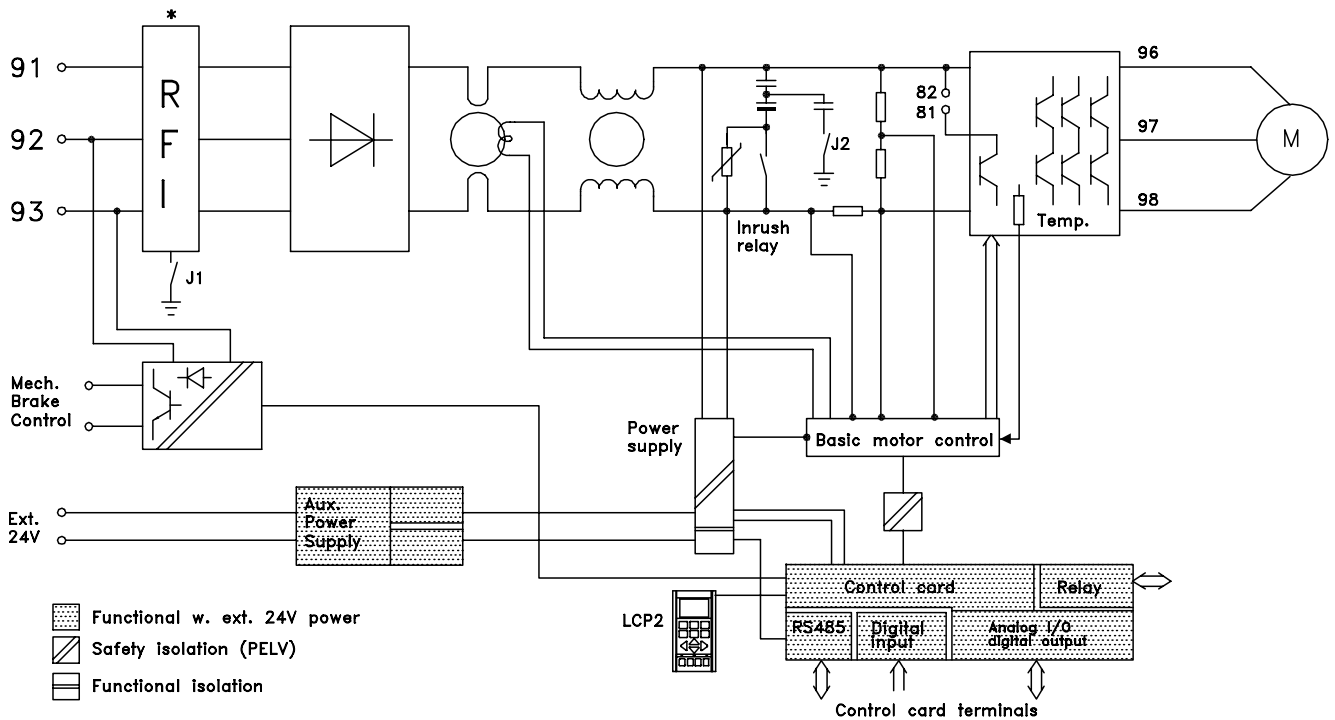 *
91
92
93
R
F
I
J1
82
81
J2
Inrush
relay
Temp.
96
97
98
M
Mech.
Brake
Control
Power
supply
Basic motor control
Ext.
24V
Aux.
Power
Supply
Control card
Relay
LCP2
RS485
Digital
input
Analog I/O
digital output
Control card terminals
Functional w. ext. 24V power
Safety isolation (PELV)
Functional isolation